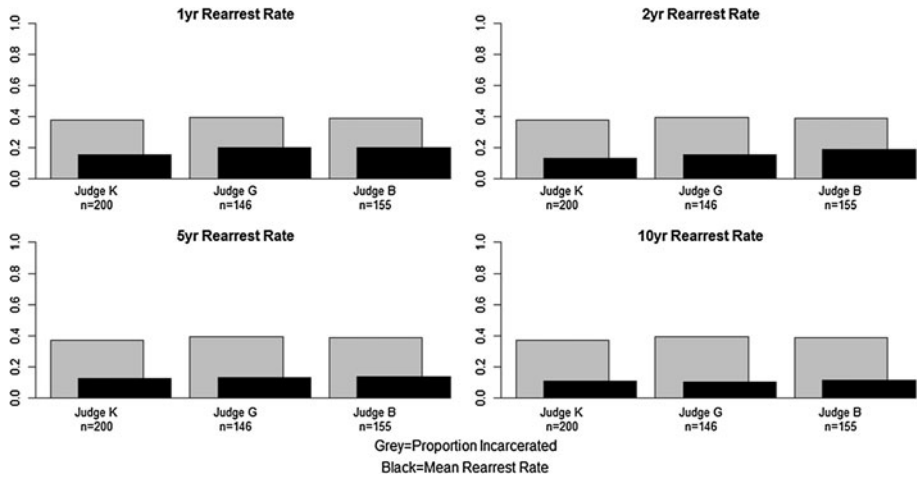 1yr Rearrest Rate
0.0 0.2 0.4 0.6 0.8 1.0
Judge K
n=200
Judge G
n=146
Judge B
n=155
2yr Rearrest Rate
0.0 0.2 0.4 0.6 0.8 1.0
Judge K
n=200
Judge G
n=146
Judge B
n=155
5yr Rearrest Rate
0.0 0.2 0.4 0.6 0.8 1.0
Judge K
n=200
Judge G
n=146
Judge B
n=155
10yr Rearrest Rate
0.0 0.2 0.4 0.6 0.8 1.0
Judge K
n=200
Judge G
n=146
Judge B
n=155
Grey=Proportion Incarcerated
Black=Mean Rearrest Rate